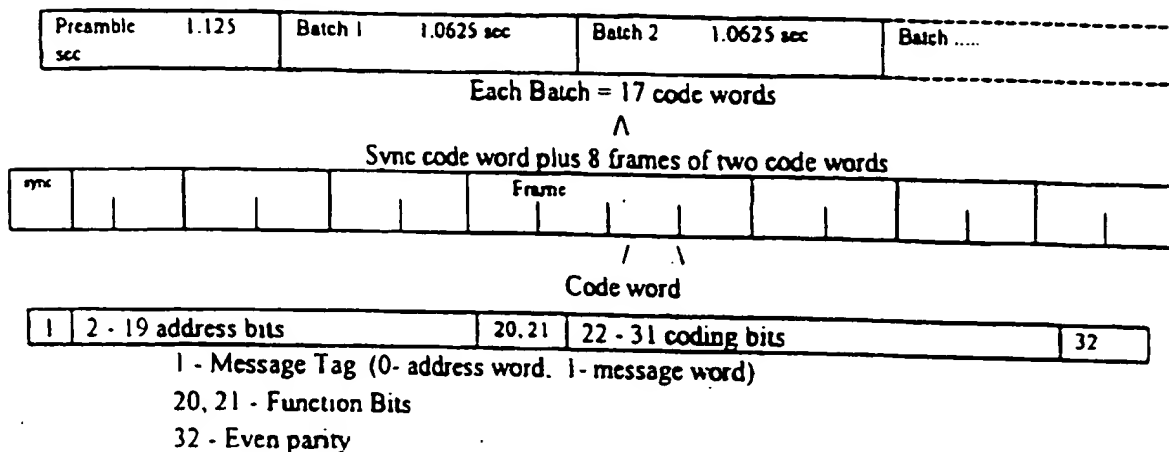 Preamble 1.125 sec
Batch 1 1.0625 sec
Batch 2 1.0625 sec
Batch .....
Each Batch = 17 code words
Sync code word plus 8 frames of two code words
sync
Frame
Code word
1
2 - 19 address bits
20, 21
22 - 31 coding bits
32
1 - Message Tag (0- address word. 1- message word)
20, 21 - Function Bits
32 - Even parity